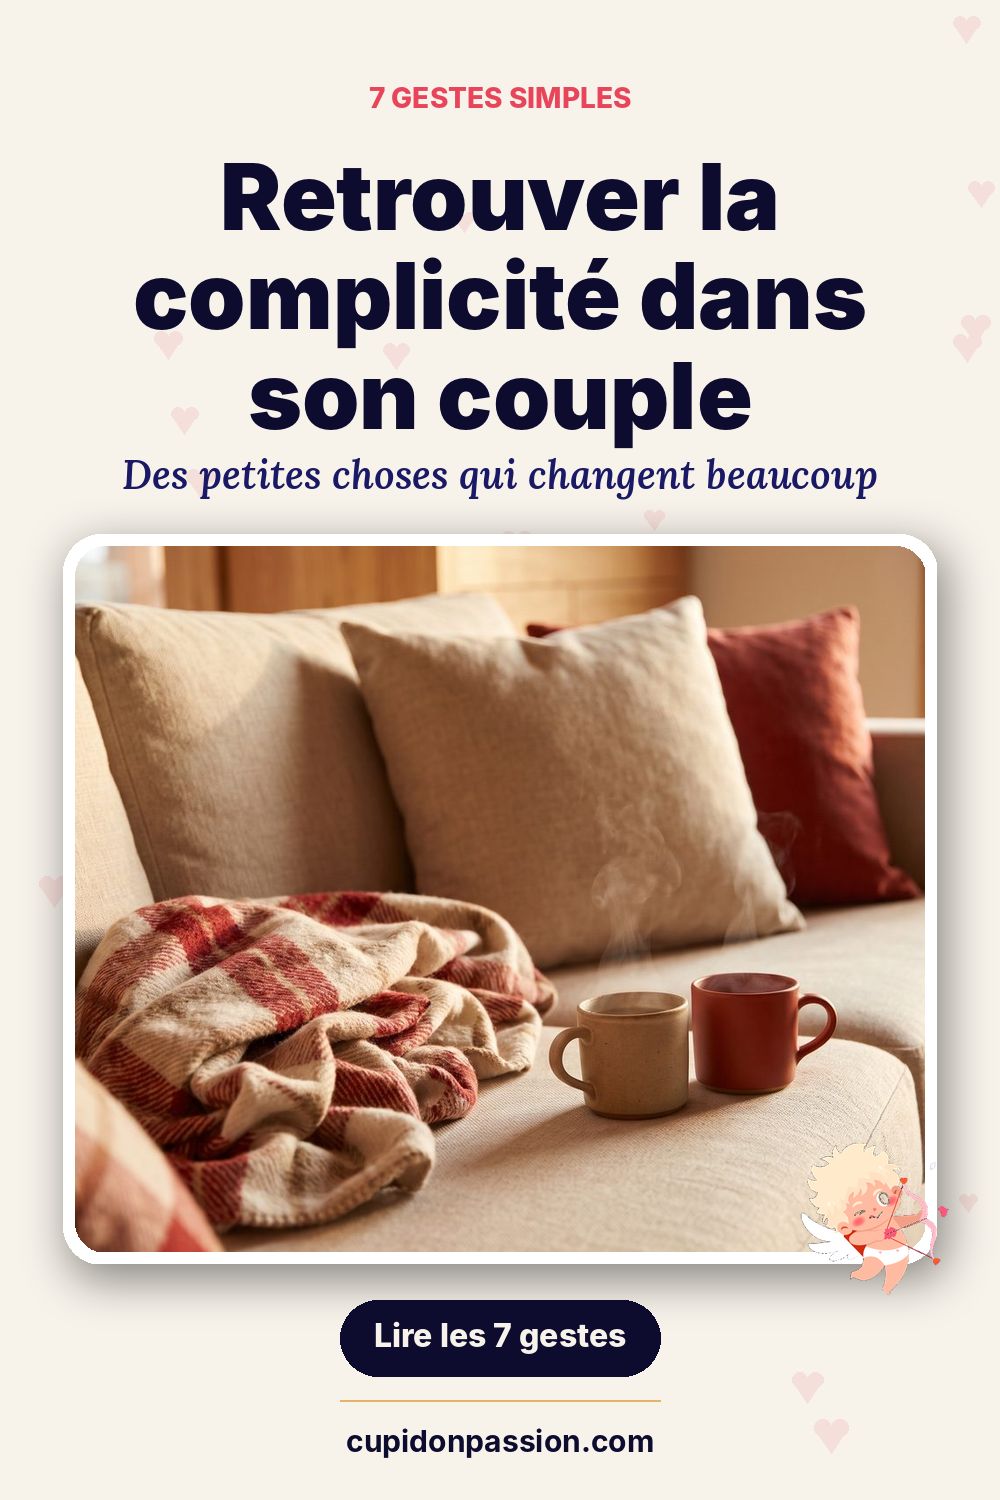 7 GESTES SIMPLES
Retrouver la
complicité dans
son couple
Des petites choses qui changent beaucoup
Lire les 7 gestes
cupidonpassion.com